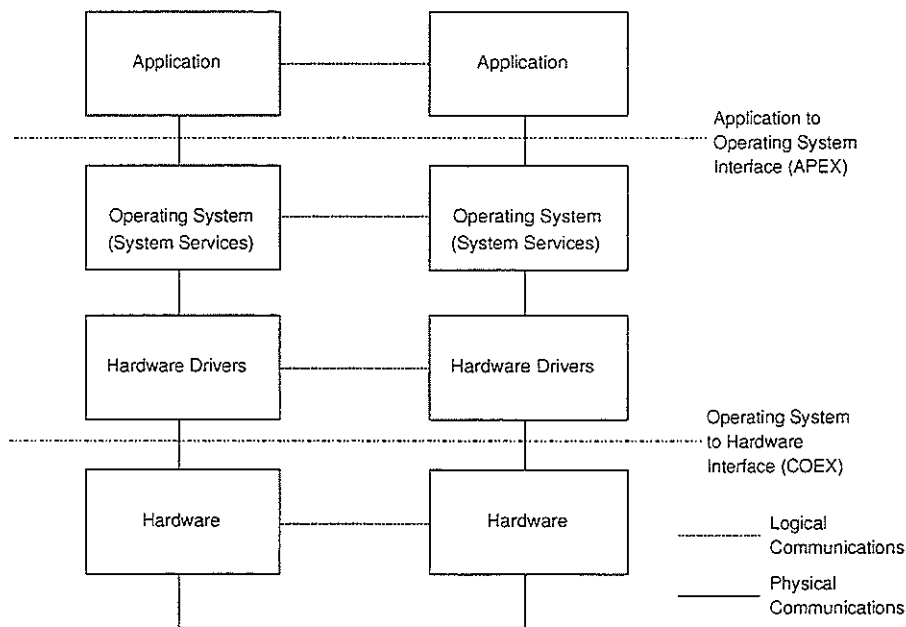 Application
Application
Application to
Operating System
Interface (APEX)
Operating System
(System Services)
Operating System
(System Services)
Hardware Drivers
Hardware Drivers
Operating System
to Hardware
Interface (COEX)
Hardware
Hardware
Logical
Communications
Physical
Communications